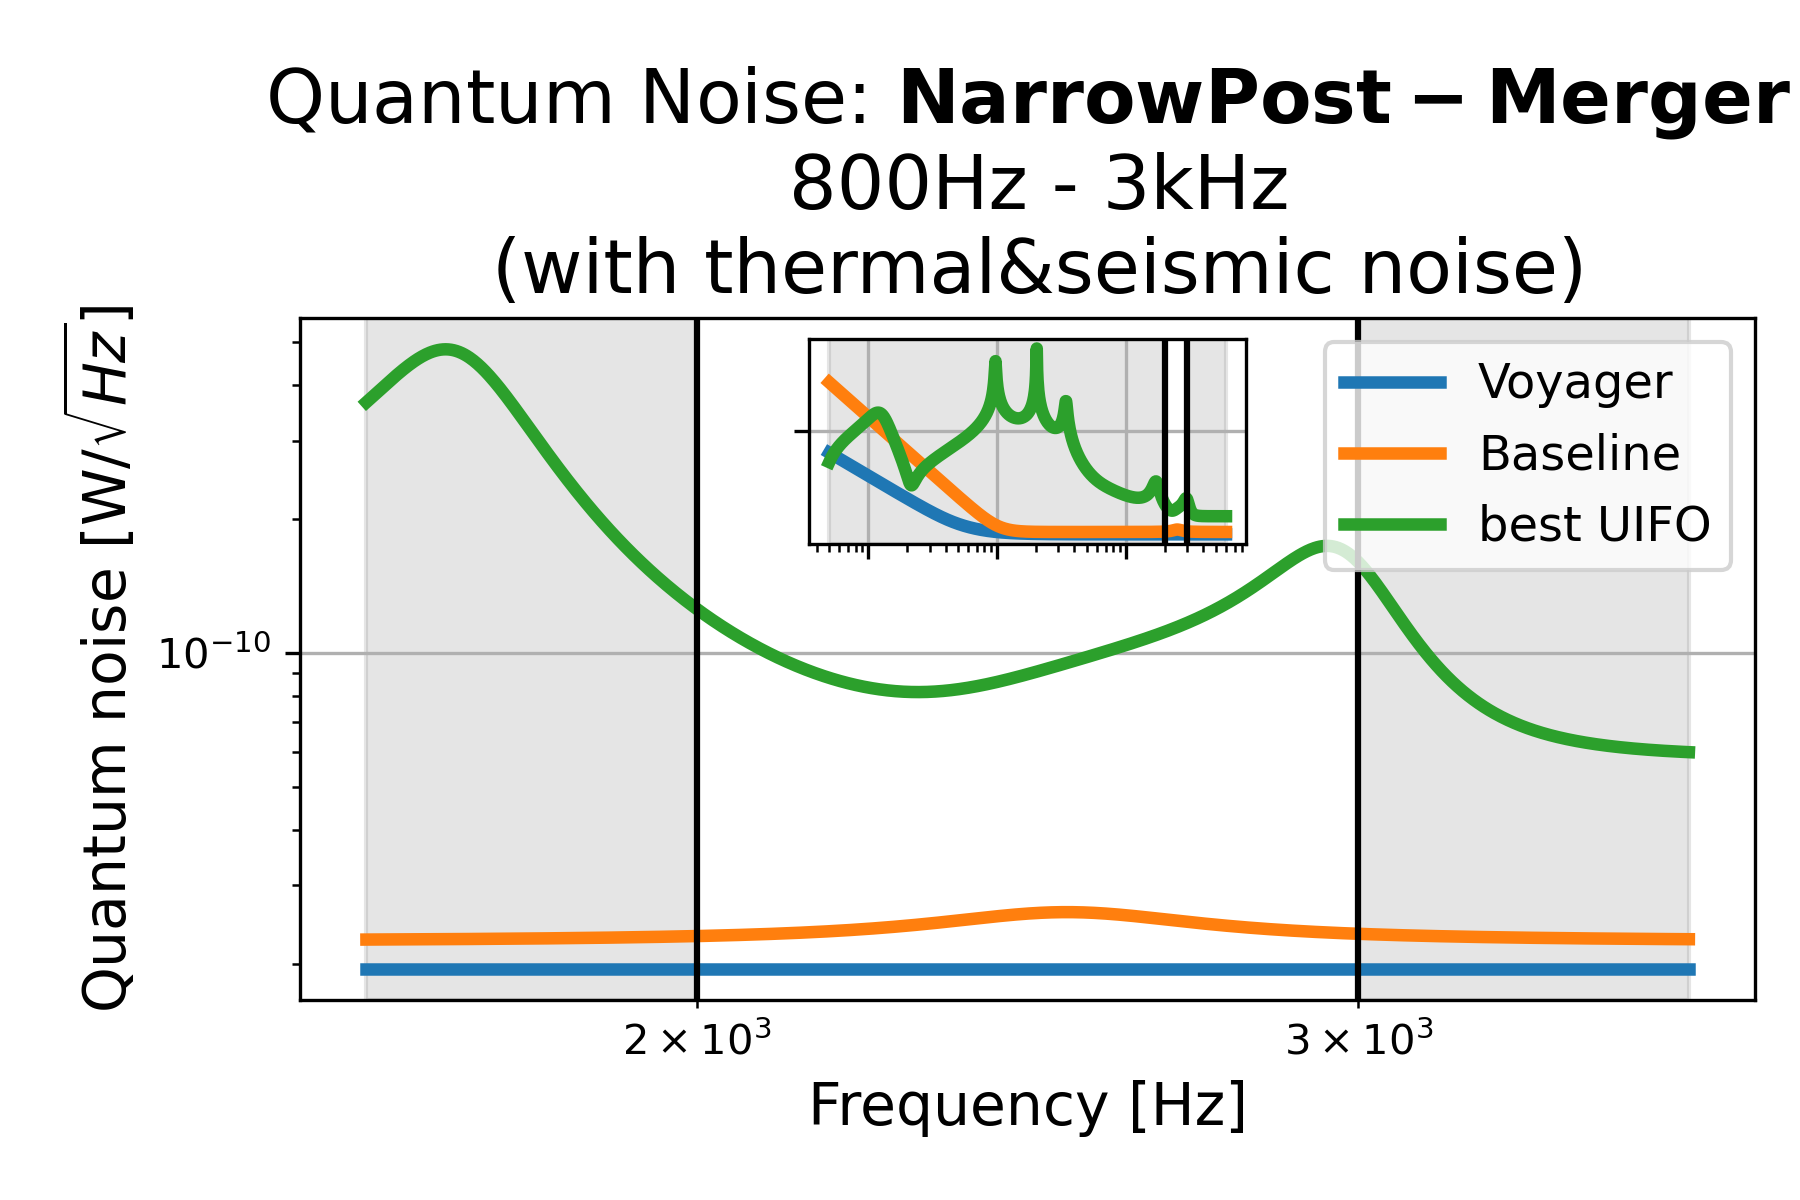 Quantum Noise: NarrowPost − Merger
800Hz - 3kHz
(with thermal&seismic noise)
Quantum noise [W/√Hz]
10⁻¹⁰
Voyager
Baseline
best UIFO
2 × 10³
3 × 10³
Frequency [Hz]